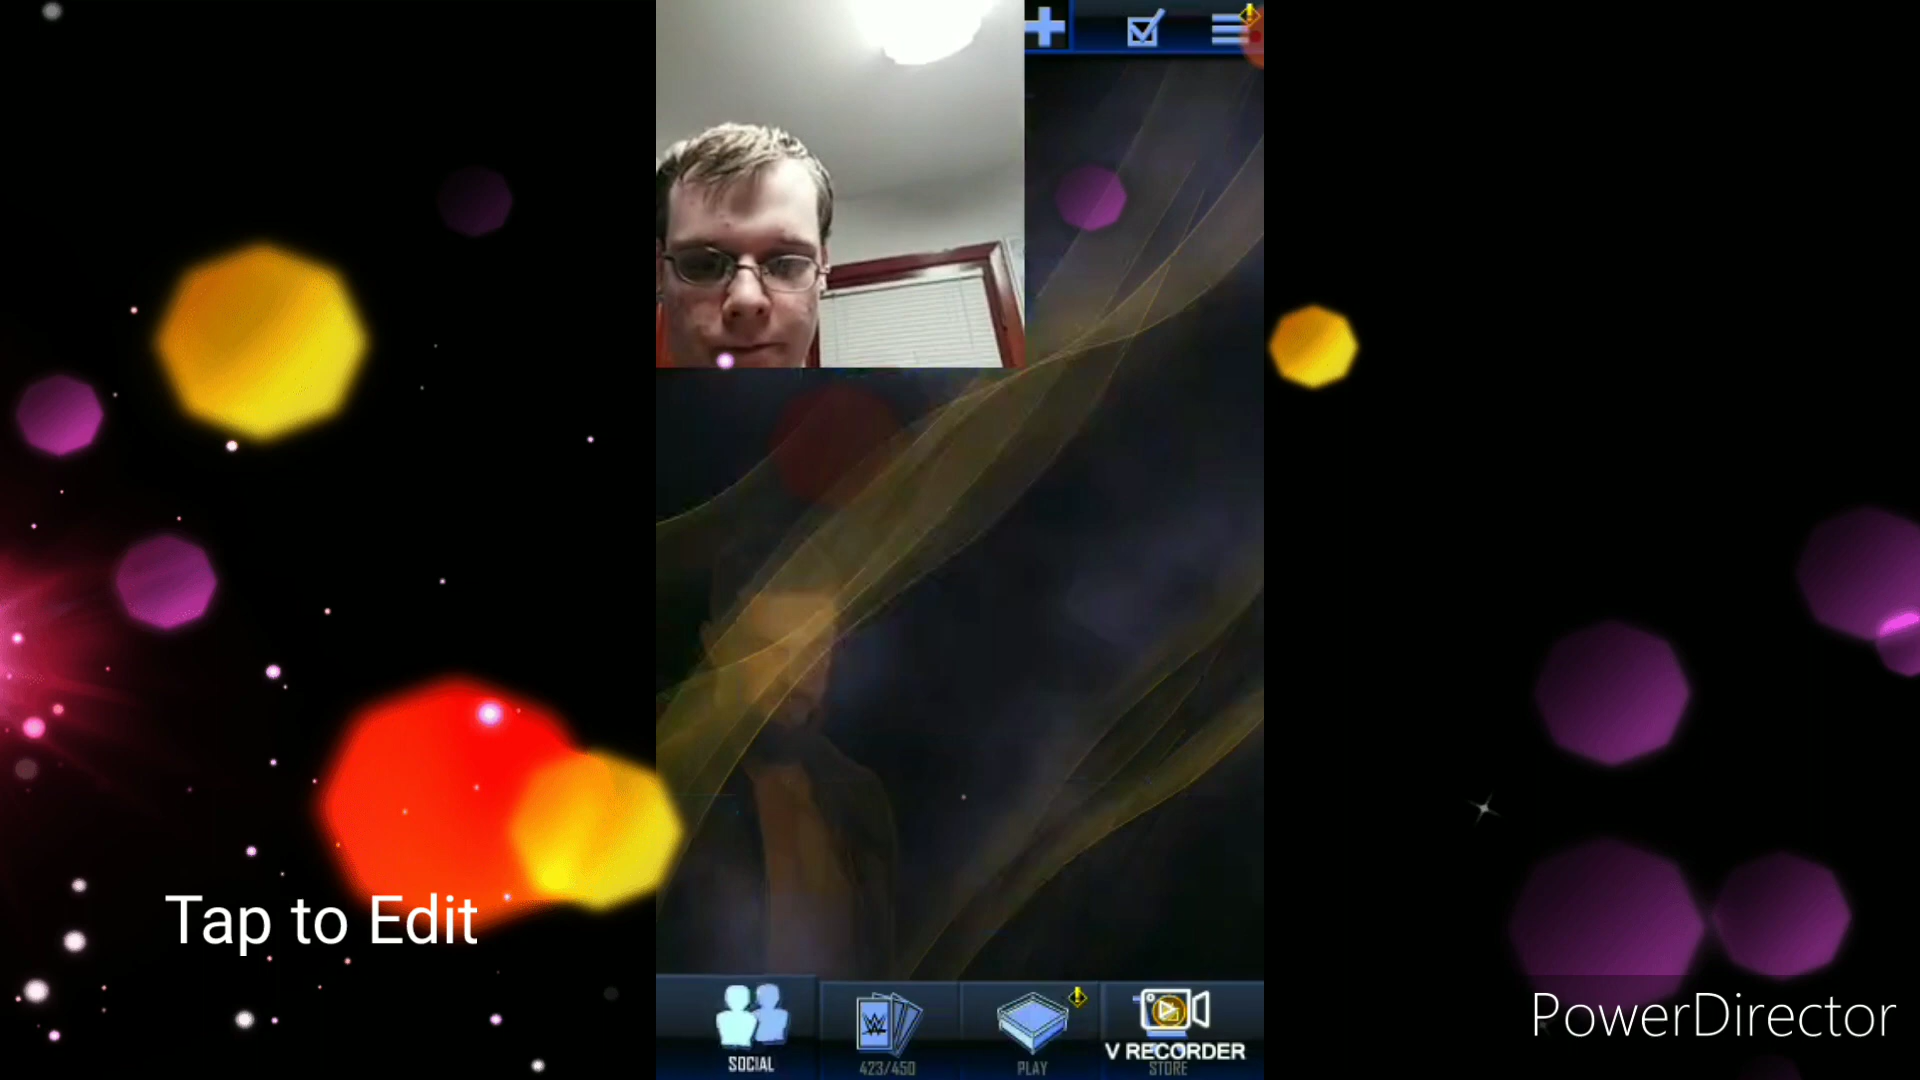 Tap to Edit
PowerDirector
V RECORDER
SOCIAL
423/450
PLAY
STORE